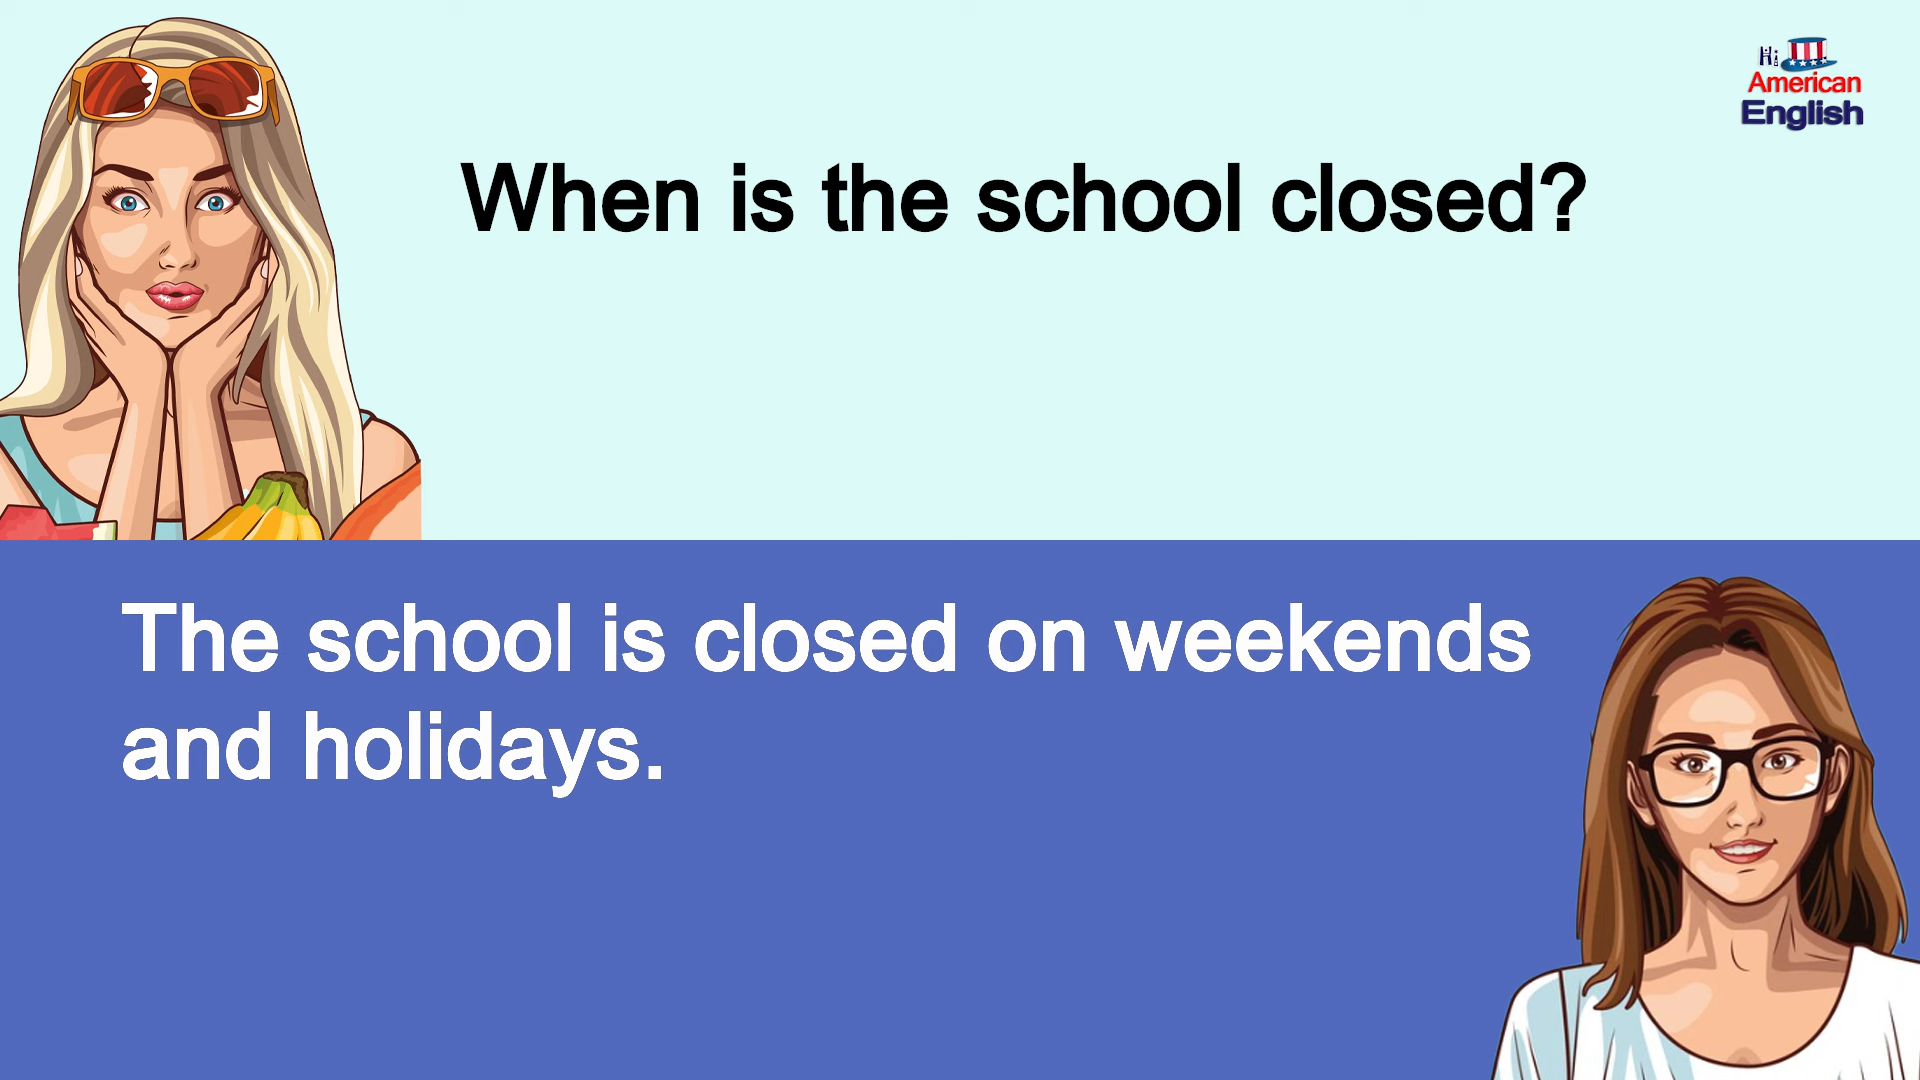 Hi
American
English
When is the school closed?
The school is closed on weekends
and holidays.